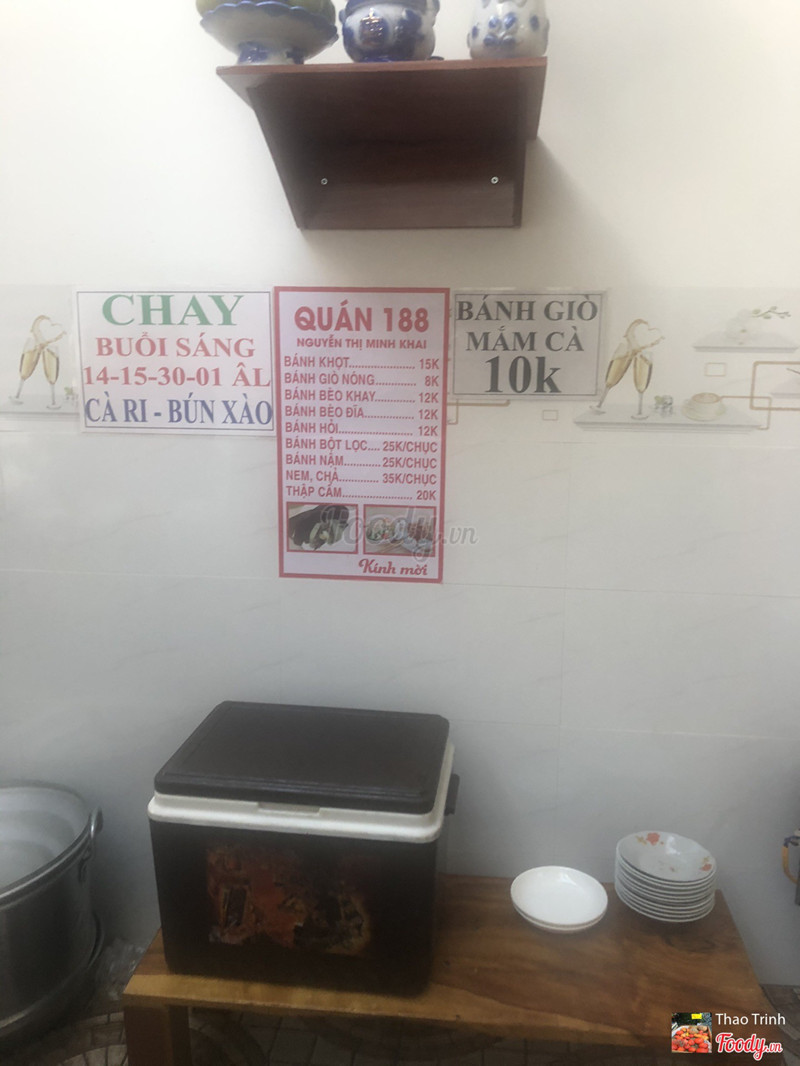 CHAY
BUỔI SÁNG
14-15-30-01 ÂL
CÀ RI - BÚN XÀO
QUÁN 188
NGUYỄN THỊ MINH KHAI
BÁNH KHỌT..................... 15K
BÁNH GIÒ NÓNG............. 8K
BÁNH BÈO KHAY............. 12K
BÁNH BÈO ĐĨA................. 12K
BÁNH HỎI......................... 12K
BÁNH BỘT LỌC.... 25K/CHỤC
BÁNH NẬM............ 25K/CHỤC
NEM, CHẢ............. 35K/CHỤC
THẬP CẨM....................... 20K
Kính mời
BÁNH GIÒ
MẮM CÀ
10k
Foody.vn
Thao Trinh
Foody.vn